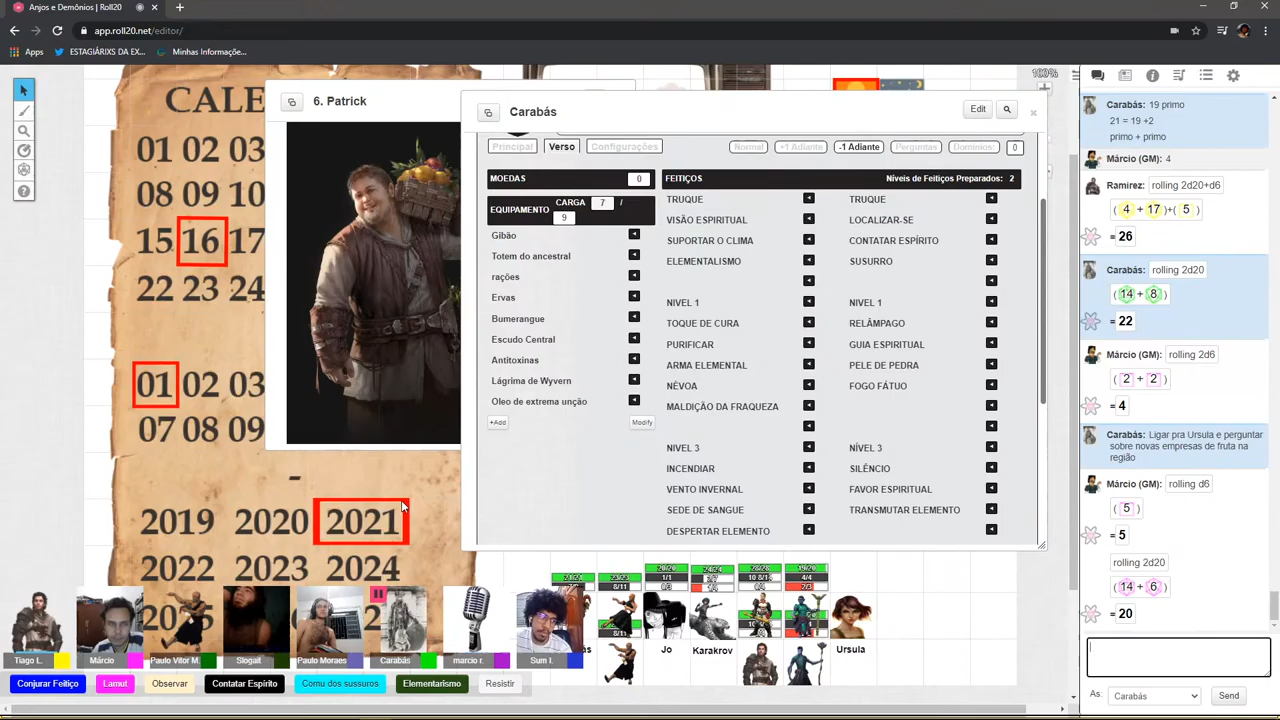 Anjos e Demônios | Roll20
app.roll20.net/editor/
Apps
ESTAGIÁRIXS DA EX...
Minhas Informaçõe...
CALE
01 02 03
08 09 10
15 16 17
22 23 24
01 02 03
07 08 09
-
2019 2020 2021
2022 2023 2024
6. Patrick
Carabás
Edit
Principal
Verso
Configurações
Normal
+1 Adiante
-1 Adiante
Perguntas
Domínios:
0
MOEDAS
0
EQUIPAMENTO
CARGA
7
/
9
Gibão
Totem do ancestral
rações
Ervas
Bumerangue
Escudo Central
Antitoxinas
Lágrima de Wyvern
Oleo de extrema unção
+Add
Modify
FEITIÇOS
Níveis de Feitiços Preparados: 2
TRUQUE
TRUQUE
VISÃO ESPIRITUAL
LOCALIZAR-SE
SUPORTAR O CLIMA
CONTATAR ESPÍRITO
ELEMENTALISMO
SUSURRO
NIVEL 1
NIVEL 1
TOQUE DE CURA
RELÂMPAGO
PURIFICAR
GUIA ESPIRITUAL
ARMA ELEMENTAL
PELE DE PEDRA
NÉVOA
FOGO FÁTUO
MALDIÇÃO DA FRAQUEZA
NIVEL 3
NÍVEL 3
INCENDIAR
SILÊNCIO
VENTO INVERNAL
FAVOR ESPIRITUAL
SEDE DE SANGUE
TRANSMUTAR ELEMENTO
DESPERTAR ELEMENTO
100%
Carabás: 19 primo
21 = 19 +2
primo + primo
Márcio (GM): 4
Ramirez: rolling 2d20+d6
(4 + 17)+( 5 )
= 26
Carabás: rolling 2d20
(14 + 8)
= 22
Márcio (GM): rolling 2d6
( 2 + 2 )
= 4
Carabás: Ligar pra Ursula e perguntar
sobre novas empresas de fruta na
região
Márcio (GM): rolling d6
( 5 )
= 5
rolling 2d20
(14 + 6)
= 20
As:
Carabás
Send
Jo
Karakrov
Ursula
Tiago L.
Márcio
Paulo Vitor M.
Slogait
Paulo Moraes
Carabás
marcio r.
Sum I.
Conjurar Feitiço
Lamut
Observar
Contatar Espírito
Comu dos sussuros
Elementarismo
Resistir